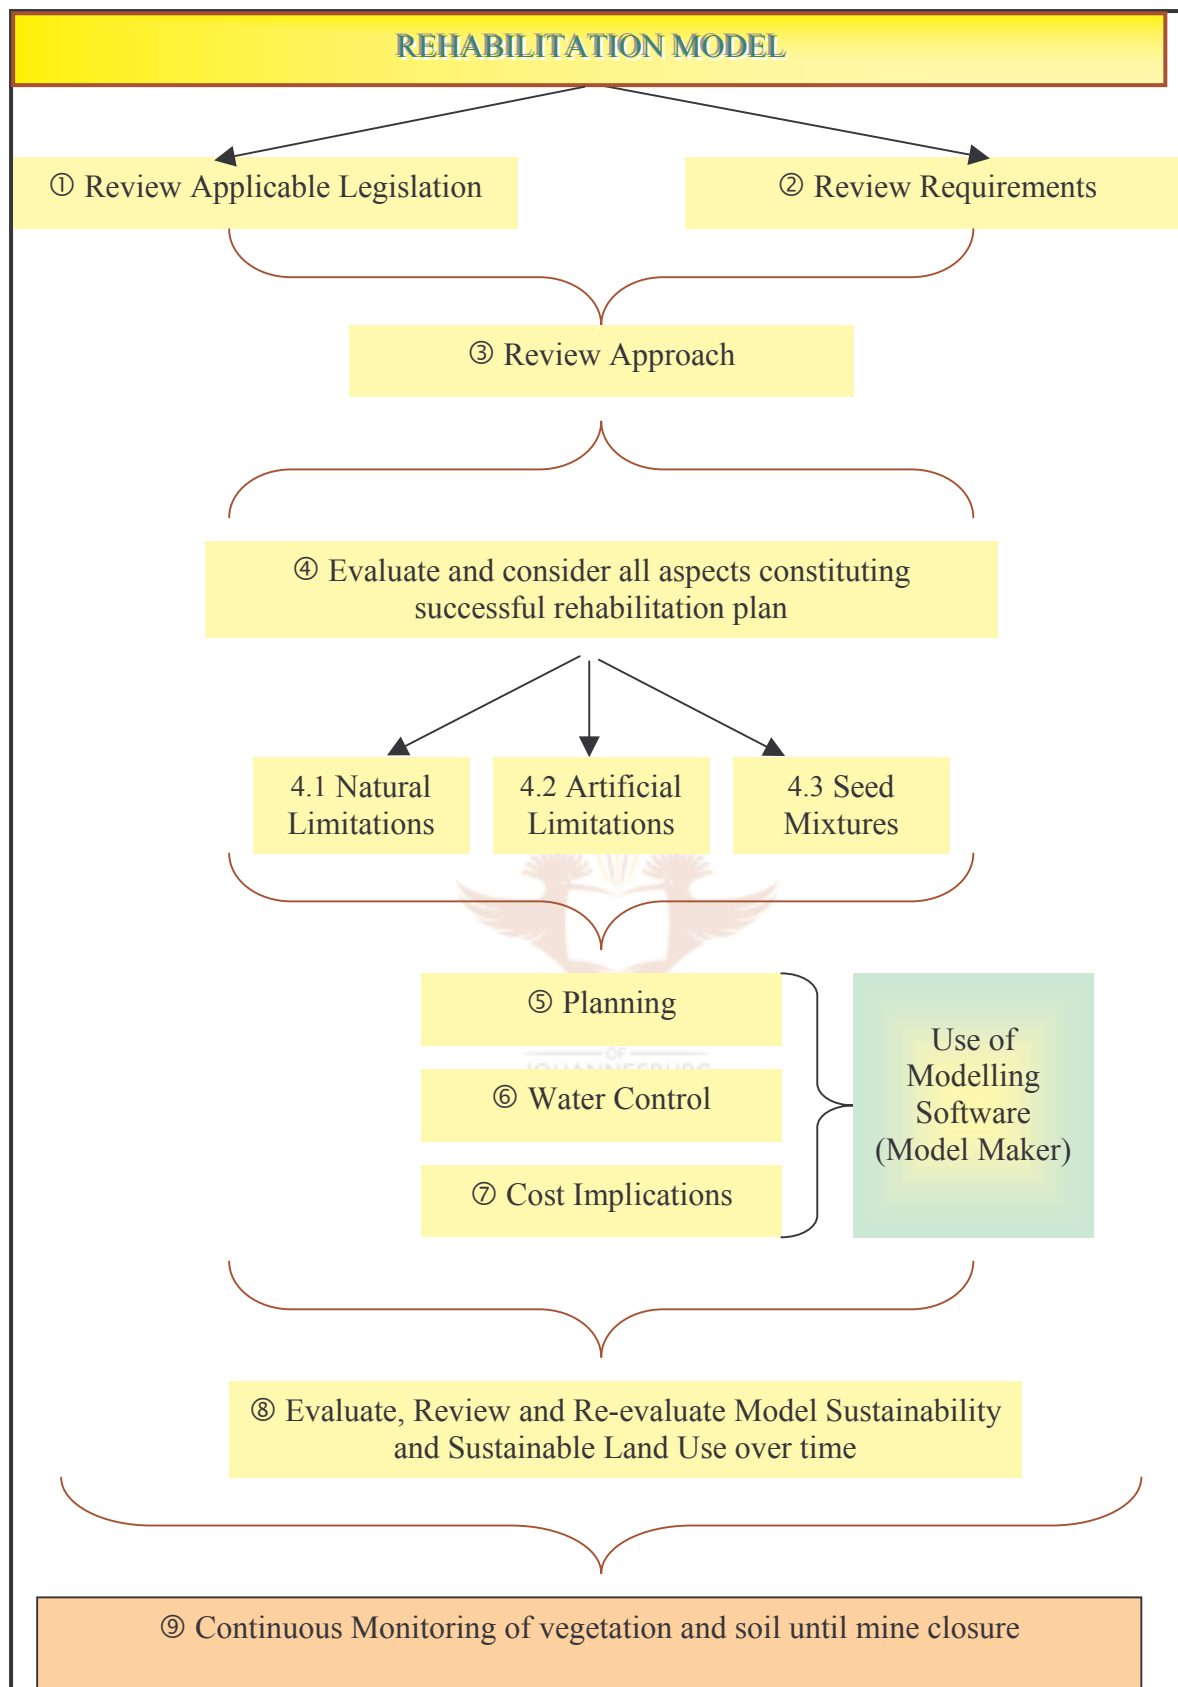 REHABILITATION MODEL
① Review Applicable Legislation
② Review Requirements
③ Review Approach
④ Evaluate and consider all aspects constituting
successful rehabilitation plan
4.1 Natural
Limitations
4.2 Artificial
Limitations
4.3 Seed
Mixtures
⑤ Planning
OF
JOHANNESBURG
⑥ Water Control
⑦ Cost Implications
Use of
Modelling
Software
(Model Maker)
⑧ Evaluate, Review and Re-evaluate Model Sustainability
and Sustainable Land Use over time
⑨ Continuous Monitoring of vegetation and soil until mine closure